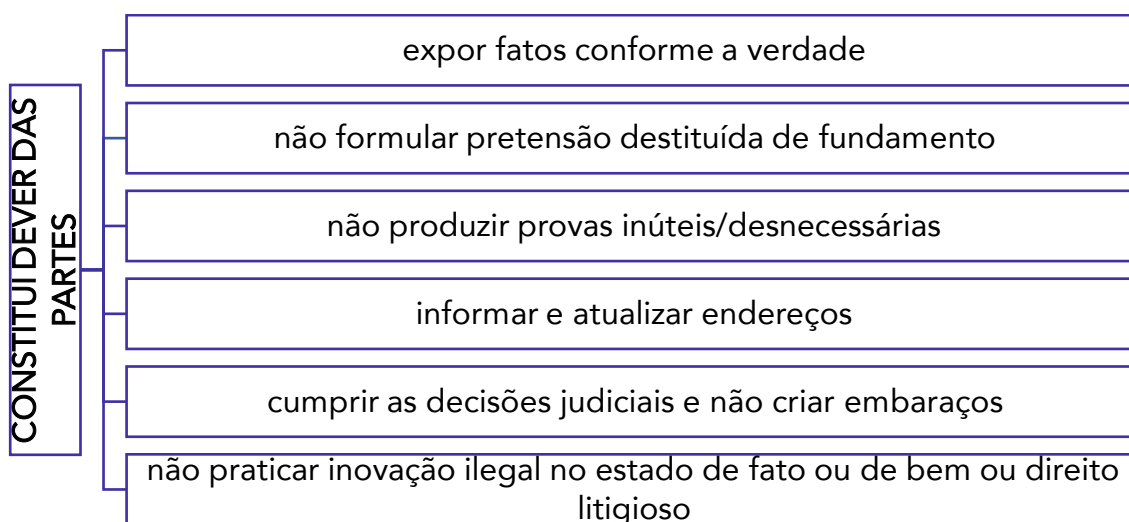 CONSTITUI DEVER DAS
PARTES
expor fatos conforme a verdade
não formular pretensão destituída de fundamento
não produzir provas inúteis/desnecessárias
informar e atualizar endereços
cumprir as decisões judiciais e não criar embaraços
não praticar inovação ilegal no estado de fato ou de bem ou direito
litigioso